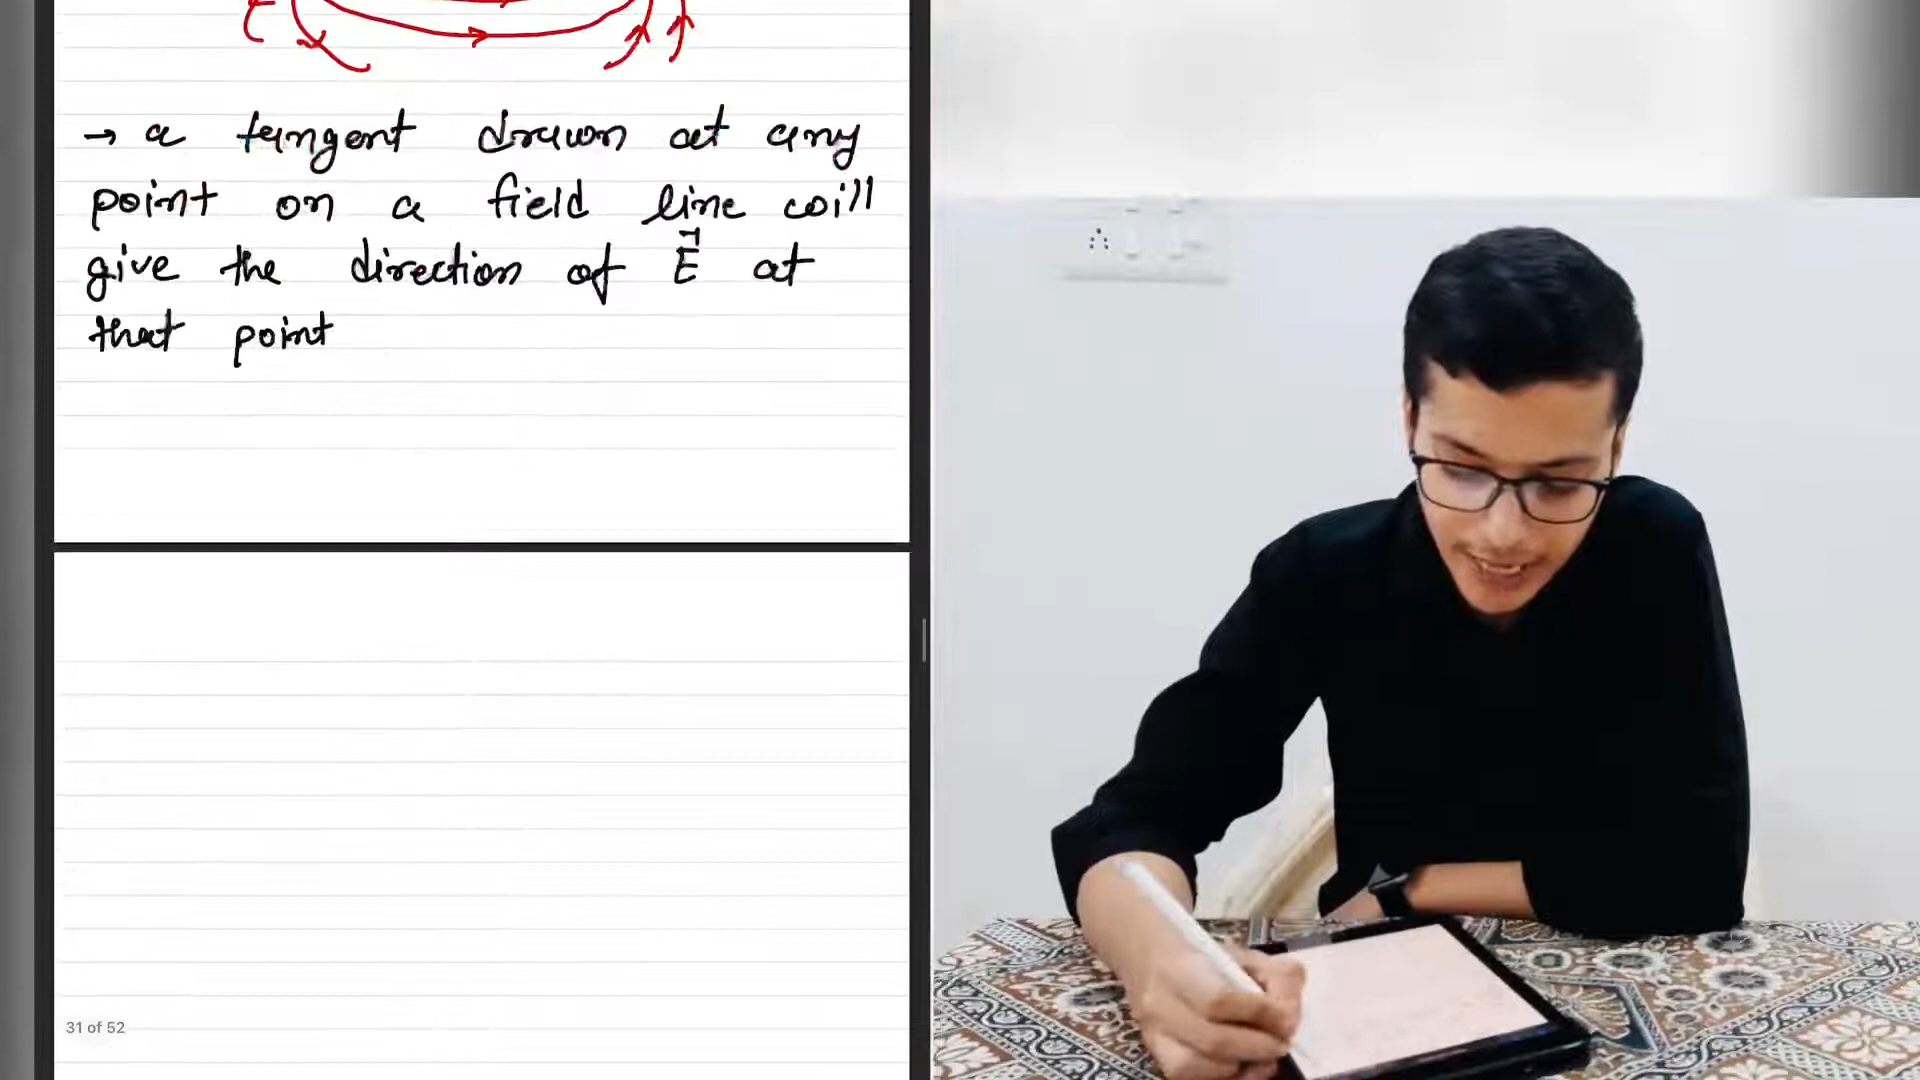 → a tangent drawn at any
point on a field line will
give the direction of E⃗ at
that point
31 of 52